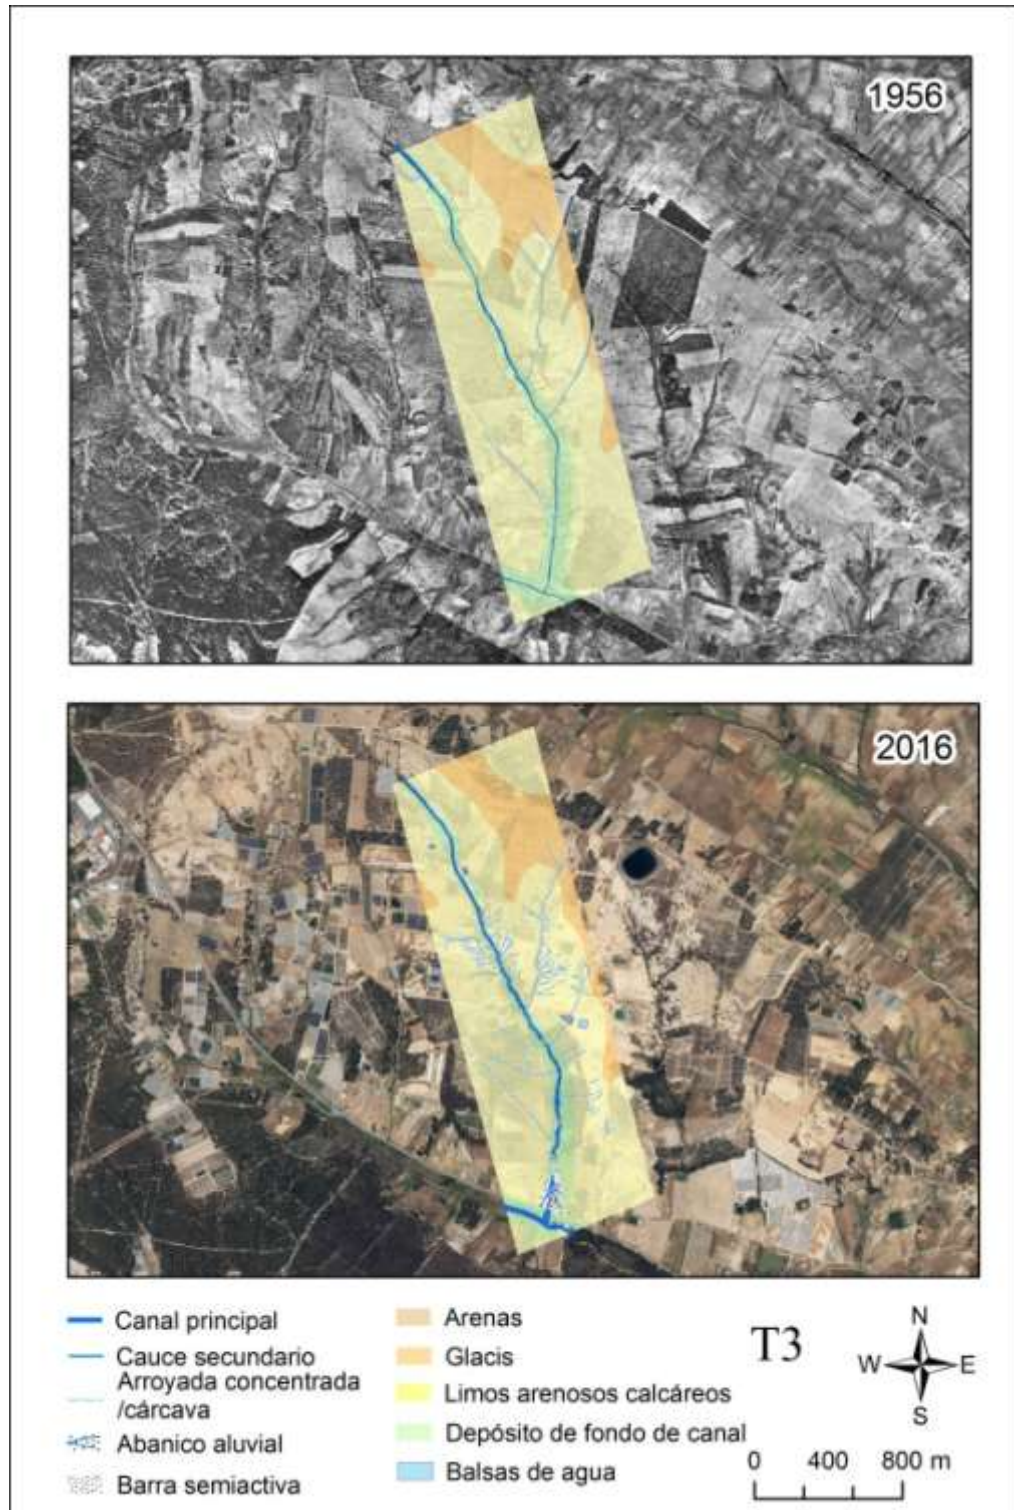 1956
2016
Canal principal
Cauce secundario
Arroyada concentrada
/cárcava
Abanico aluvial
Barra semiactiva
Arenas
Glacis
Limos arenosos calcáreos
Depósito de fondo de canal
Balsas de agua
T3
N
W E
S
0 400 800 m